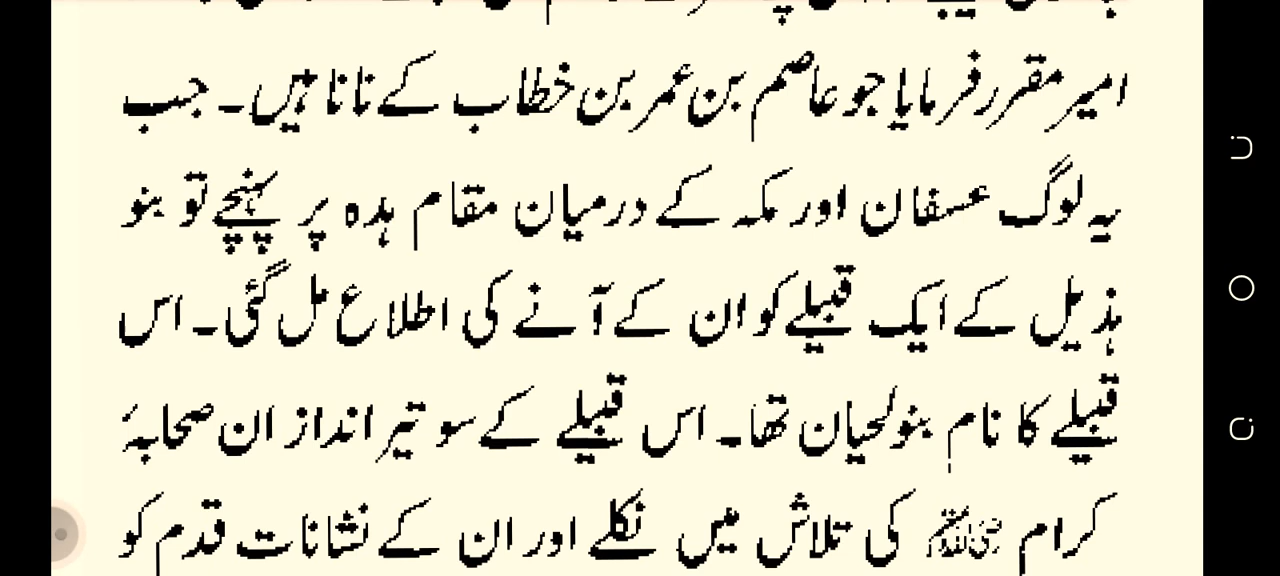 امیر مقرر فرمایا جو عاصم بن عمر بن خطاب کے نانا ہیں۔ جب
یہ لوگ عسفان اور مکہ کے درمیان مقام ہدہ پر پہنچے تو بنو
ہذیل کے ایک قبیلے کو ان کے آنے کی اطلاع مل گئی۔ اس
قبیلے کا نام بنو لحیان تھا۔ اس قبیلے کے سو تیر انداز ان صحابۂ
کرام رضی اللہ عنہم کی تلاش میں نکلے اور ان کے نشانات قدم کو